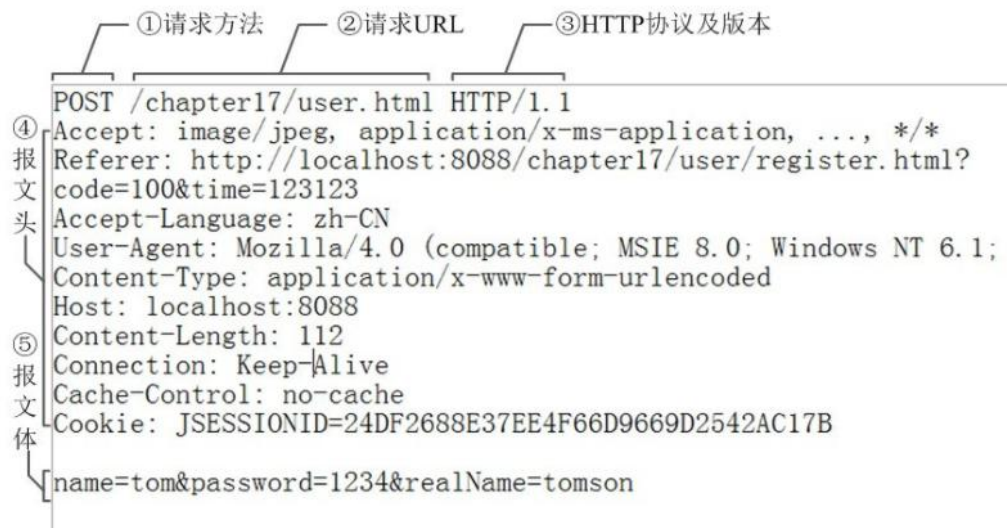 ①请求方法 ②请求URL ③HTTP协议及版本
POST /chapter17/user.html HTTP/1.1
④报文头
Accept: image/jpeg, application/x-ms-application, ..., */*
Referer: http://localhost:8088/chapter17/user/register.html?
code=100&time=123123
Accept-Language: zh-CN
User-Agent: Mozilla/4.0 (compatible; MSIE 8.0; Windows NT 6.1;
Content-Type: application/x-www-form-urlencoded
Host: localhost:8088
Content-Length: 112
Connection: Keep-Alive
Cache-Control: no-cache
Cookie: JSESSIONID=24DF2688E37EE4F66D9669D2542AC17B
⑤报文体
name=tom&password=1234&realName=tomson